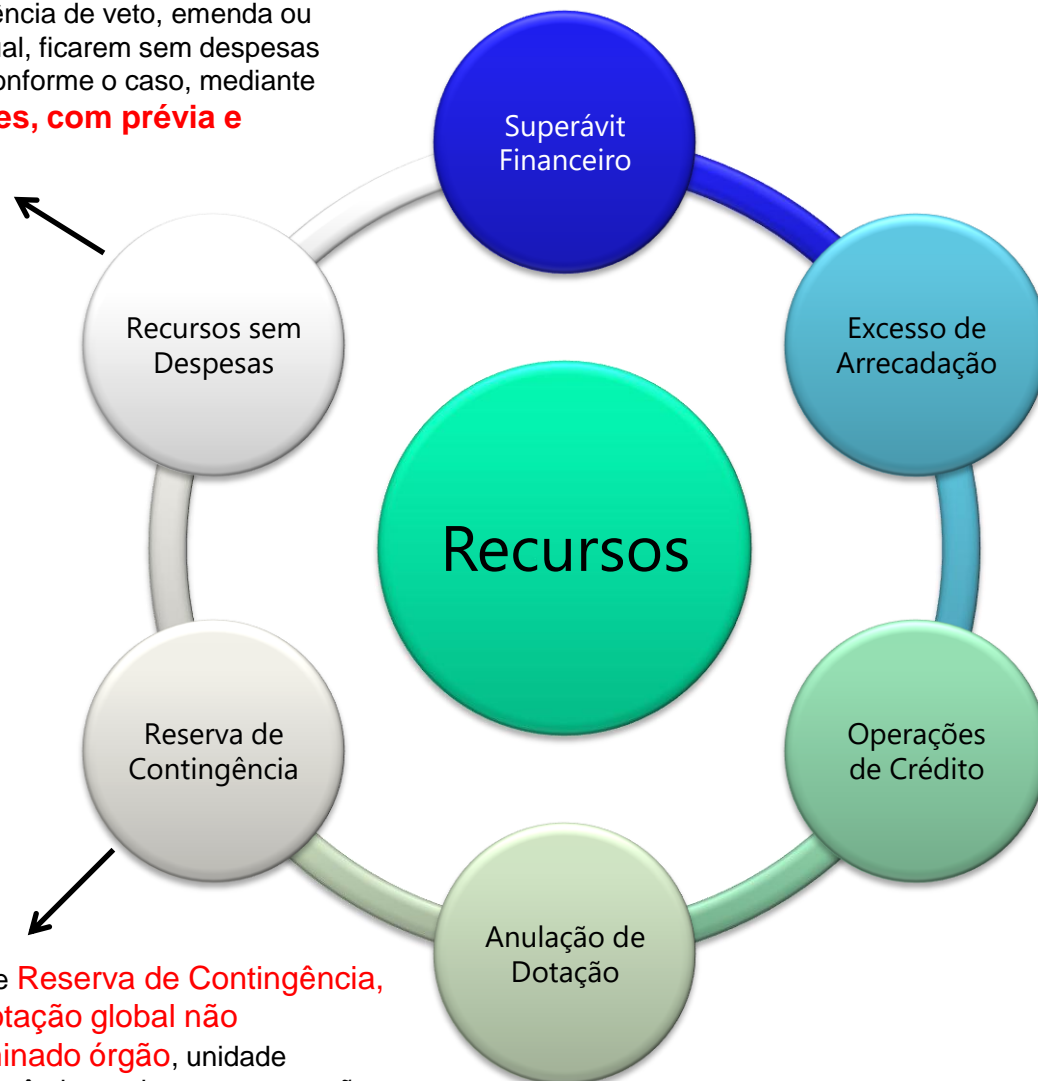 ência de veto, emenda ou
ual, ficarem sem despesas
onforme o caso, mediante
es, com prévia e
Superávit
Financeiro
Recursos sem
Despesas
Excesso de
Arrecadação
Recursos
Reserva de
Contingência
Operações
de Crédito
Anulação de
Dotação
e Reserva de Contingência,
otação global não
inado órgão, unidade